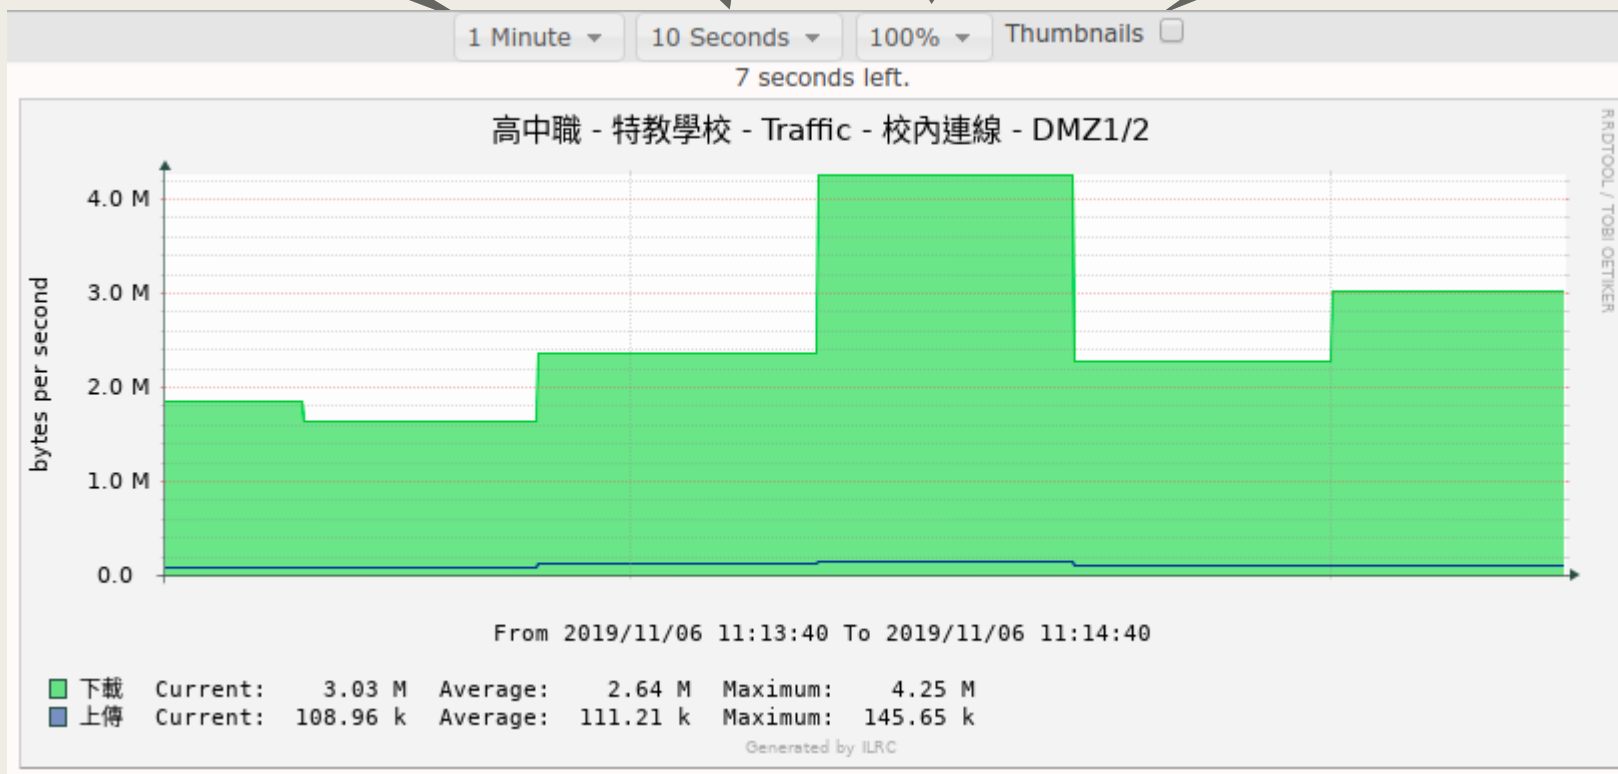 1 Minute 10 Seconds 100% Thumbnails
7 seconds left.
高中職 - 特教學校 - Traffic - 校內連線 - DMZ1/2
RRDTOOL / TOBI OETIKER
bytes per second
4.0 M
3.0 M
2.0 M
1.0 M
0.0
From 2019/11/06 11:13:40 To 2019/11/06 11:14:40
下載 Current: 3.03 M Average: 2.64 M Maximum: 4.25 M
上傳 Current: 108.96 k Average: 111.21 k Maximum: 145.65 k
Generated by ILRC